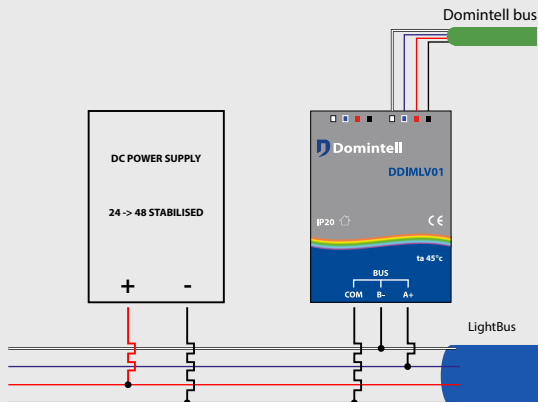 Domintell bus
DC POWER SUPPLY
24 -> 48 STABILISED
+ -
Domintell
DDIMLV01
IP20
CE
ta 45°c
BUS
COM B- A+
LightBus